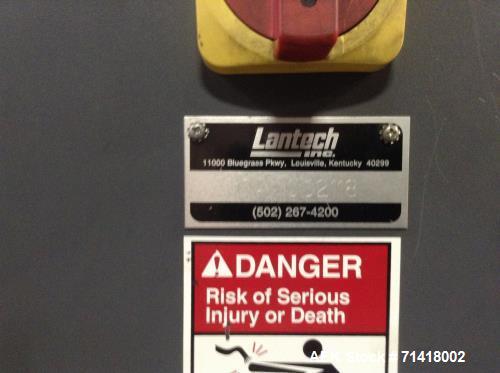 Lantech
INC.
11000 Bluegrass Pkwy, Louisville, Kentucky 40299
(502) 267-4200
DANGER
Risk of Serious
Injury or Death
AEK Stock # 71418002